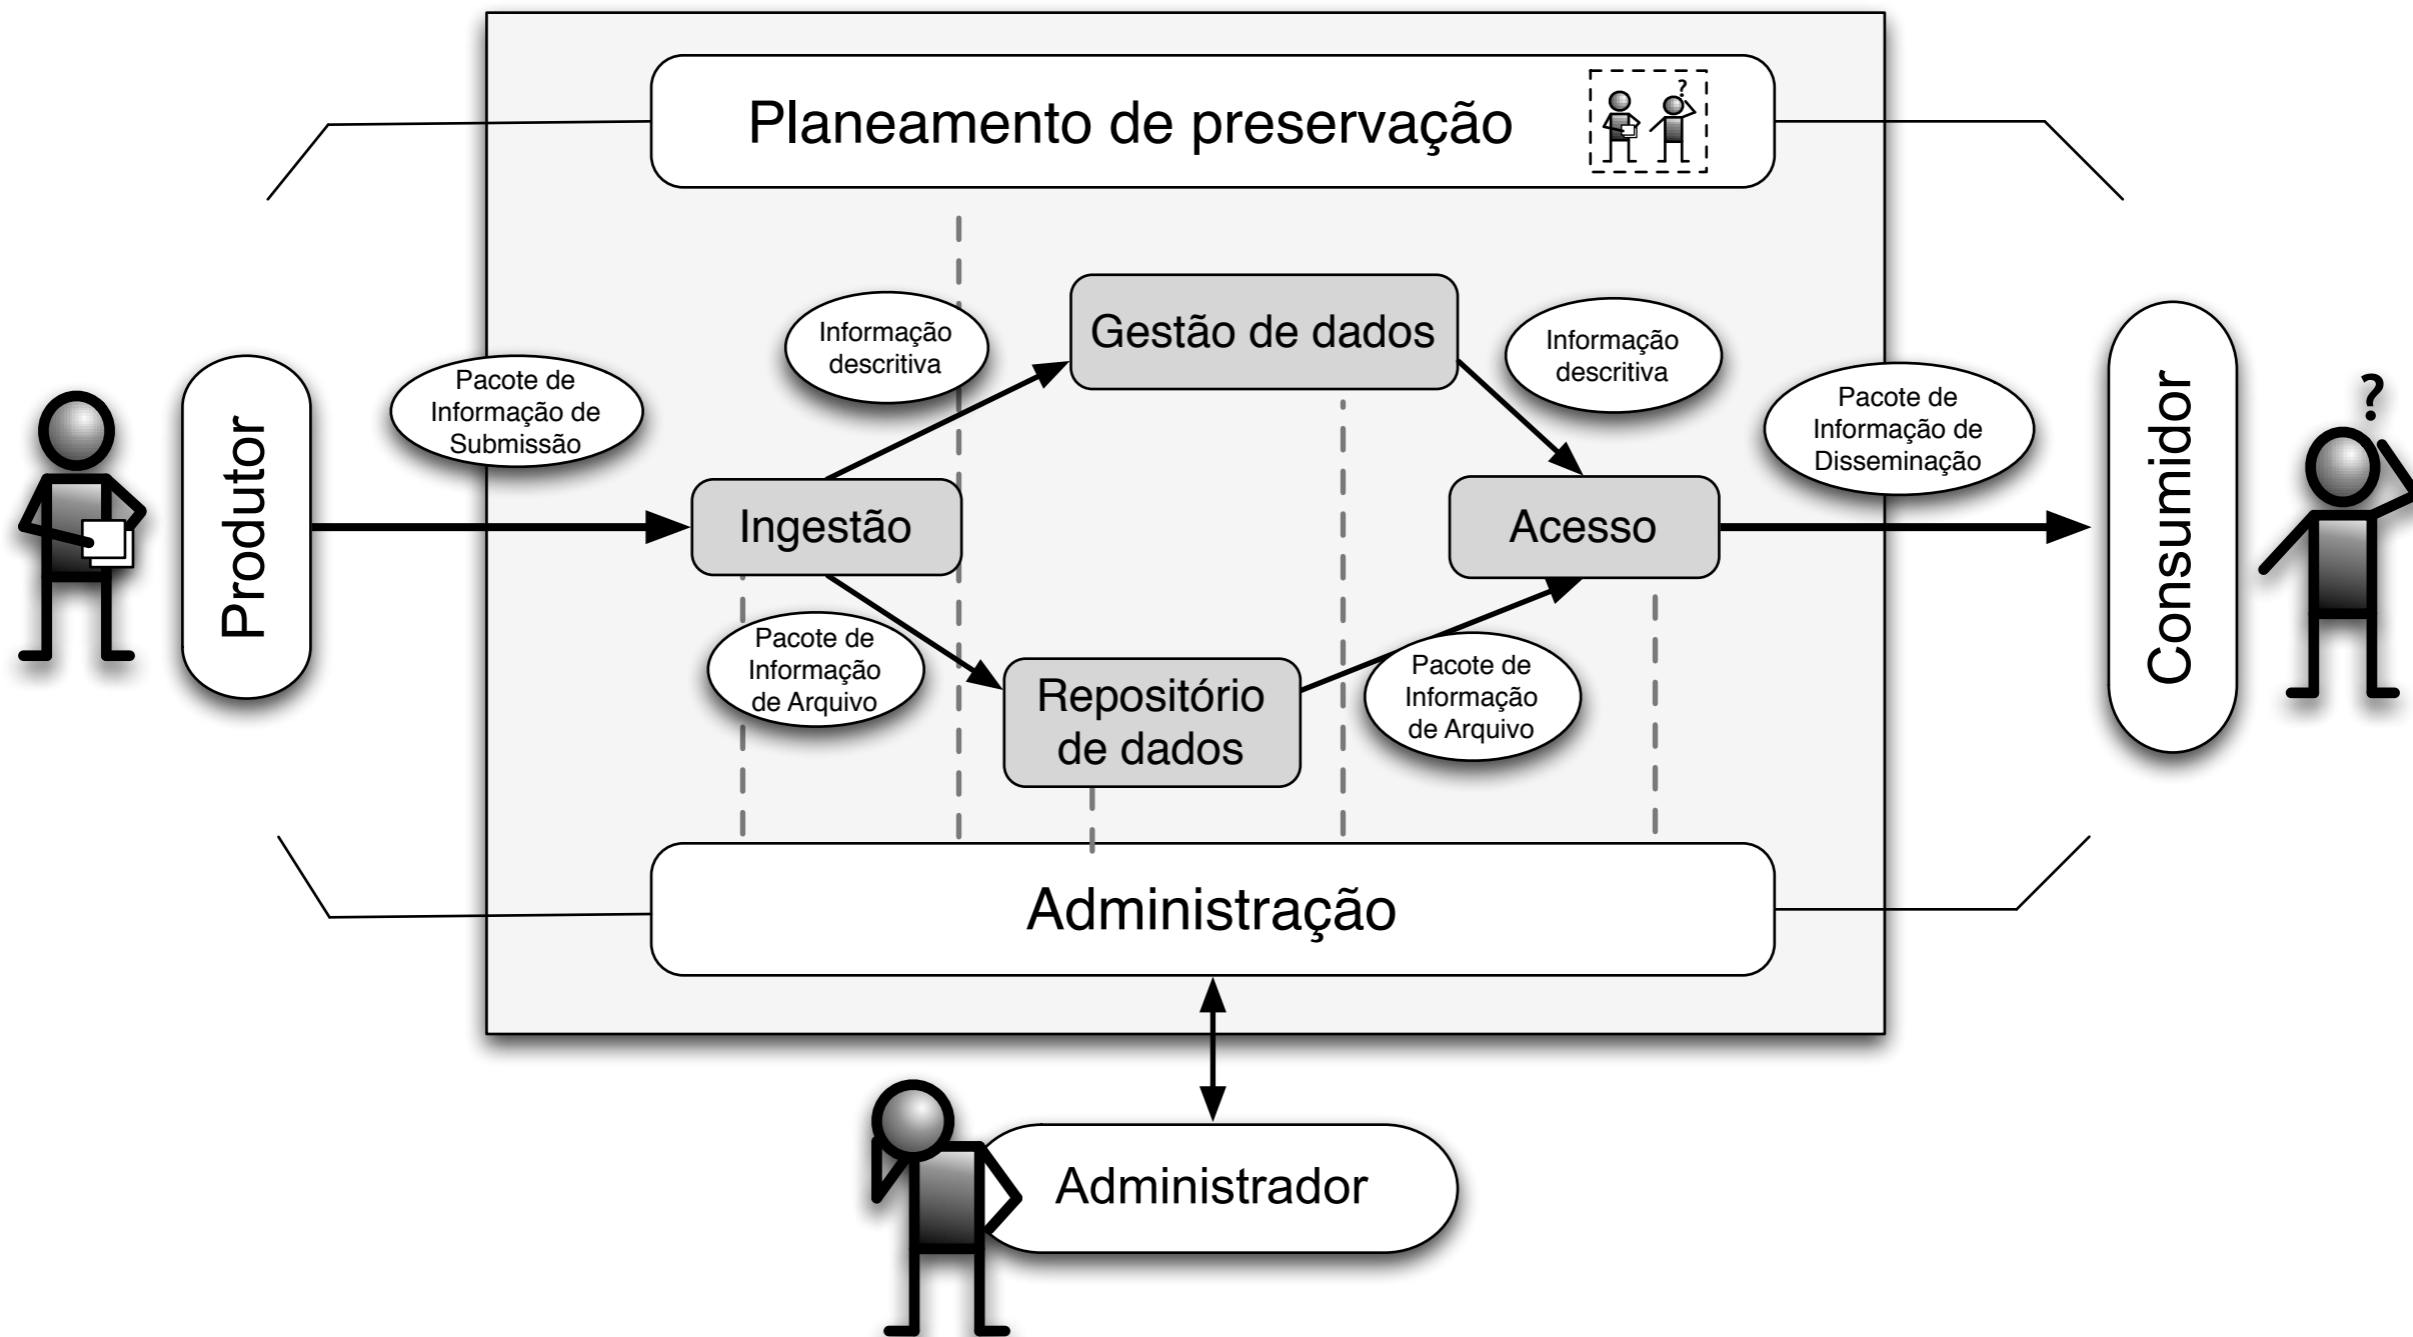 Planeamento de preservação
?
Informação
descritiva
Gestão de dados
Informação
descritiva
Pacote de
Informação de
Submissão
Pacote de
Informação de
Disseminação
?
Produtor
Ingestão
Acesso
Consumidor
Pacote de
Informação
de Arquivo
Repositório
de dados
Pacote de
Informação
de Arquivo
Administração
Administrador